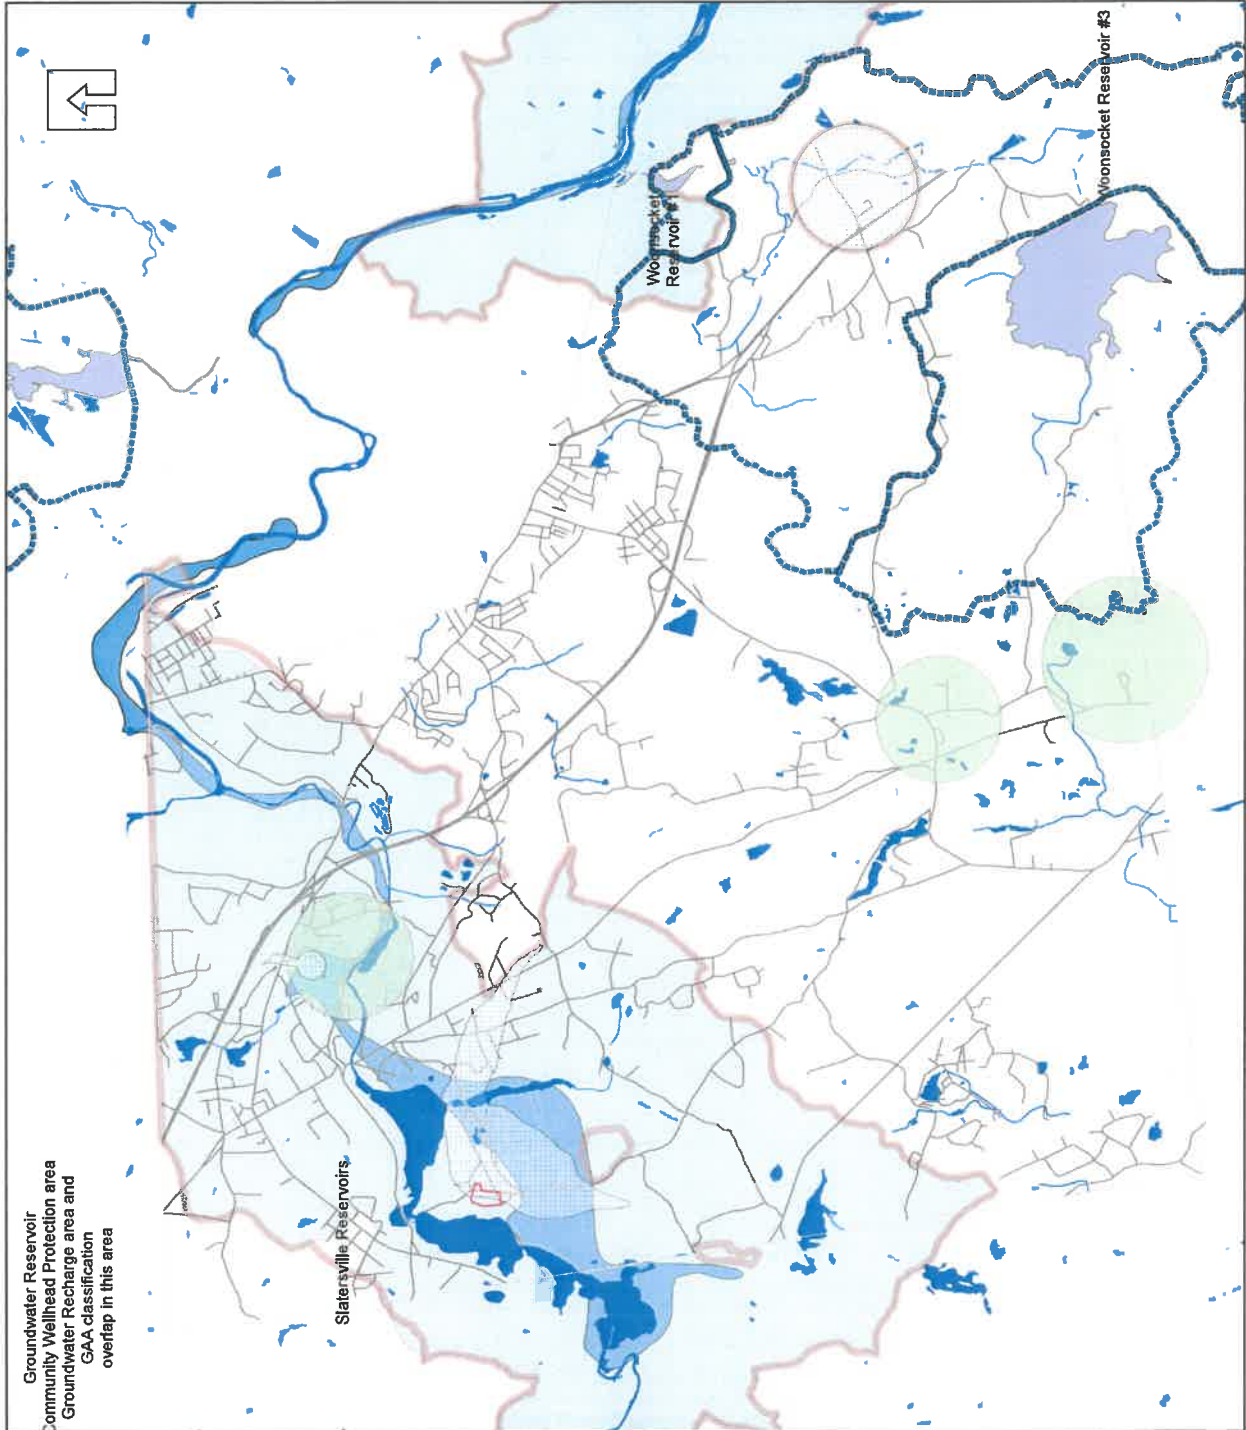 Groundwater Reservoir
Community Wellhead Protection area
Groundwater Recharge area and
GAA classification
overlap in this area
Slatersville Reservoirs
Woonsocket
Reservoir #1
Woonsocket Reservoir #3